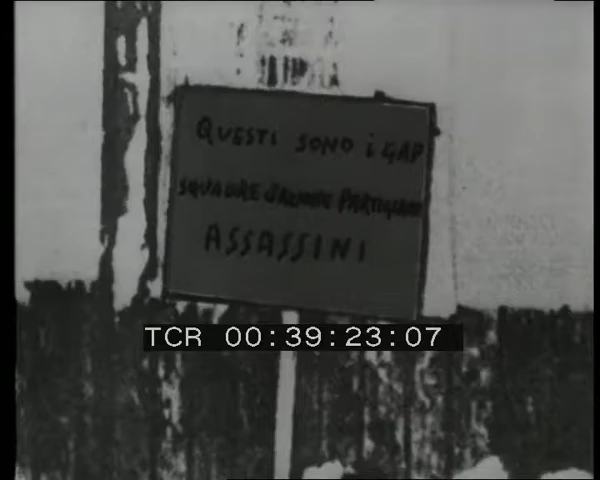 QUESTI SONO i GAP
SQUADRE D'AZIONE PARTIGIANE
ASSASSINI
TCR 00:39:23:07